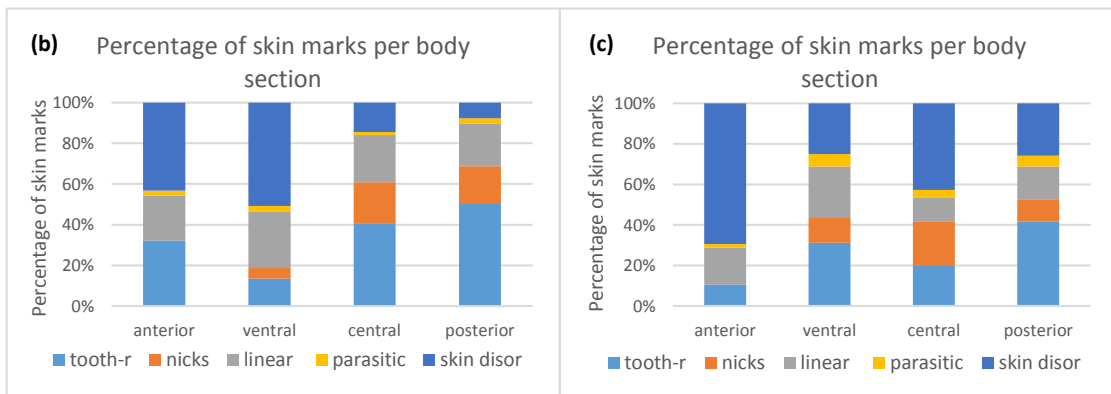 (b)
Percentage of skin marks per body
section
Percentage of skin marks
100%
80%
60%
40%
20%
0%
anterior ventral central posterior
tooth-r nicks linear parasitic skin disor
(c)
Percentage of skin marks per body
section
Percentage of skin marks
100%
80%
60%
40%
20%
0%
anterior ventral central posterior
tooth-r nicks linear parasitic skin disor